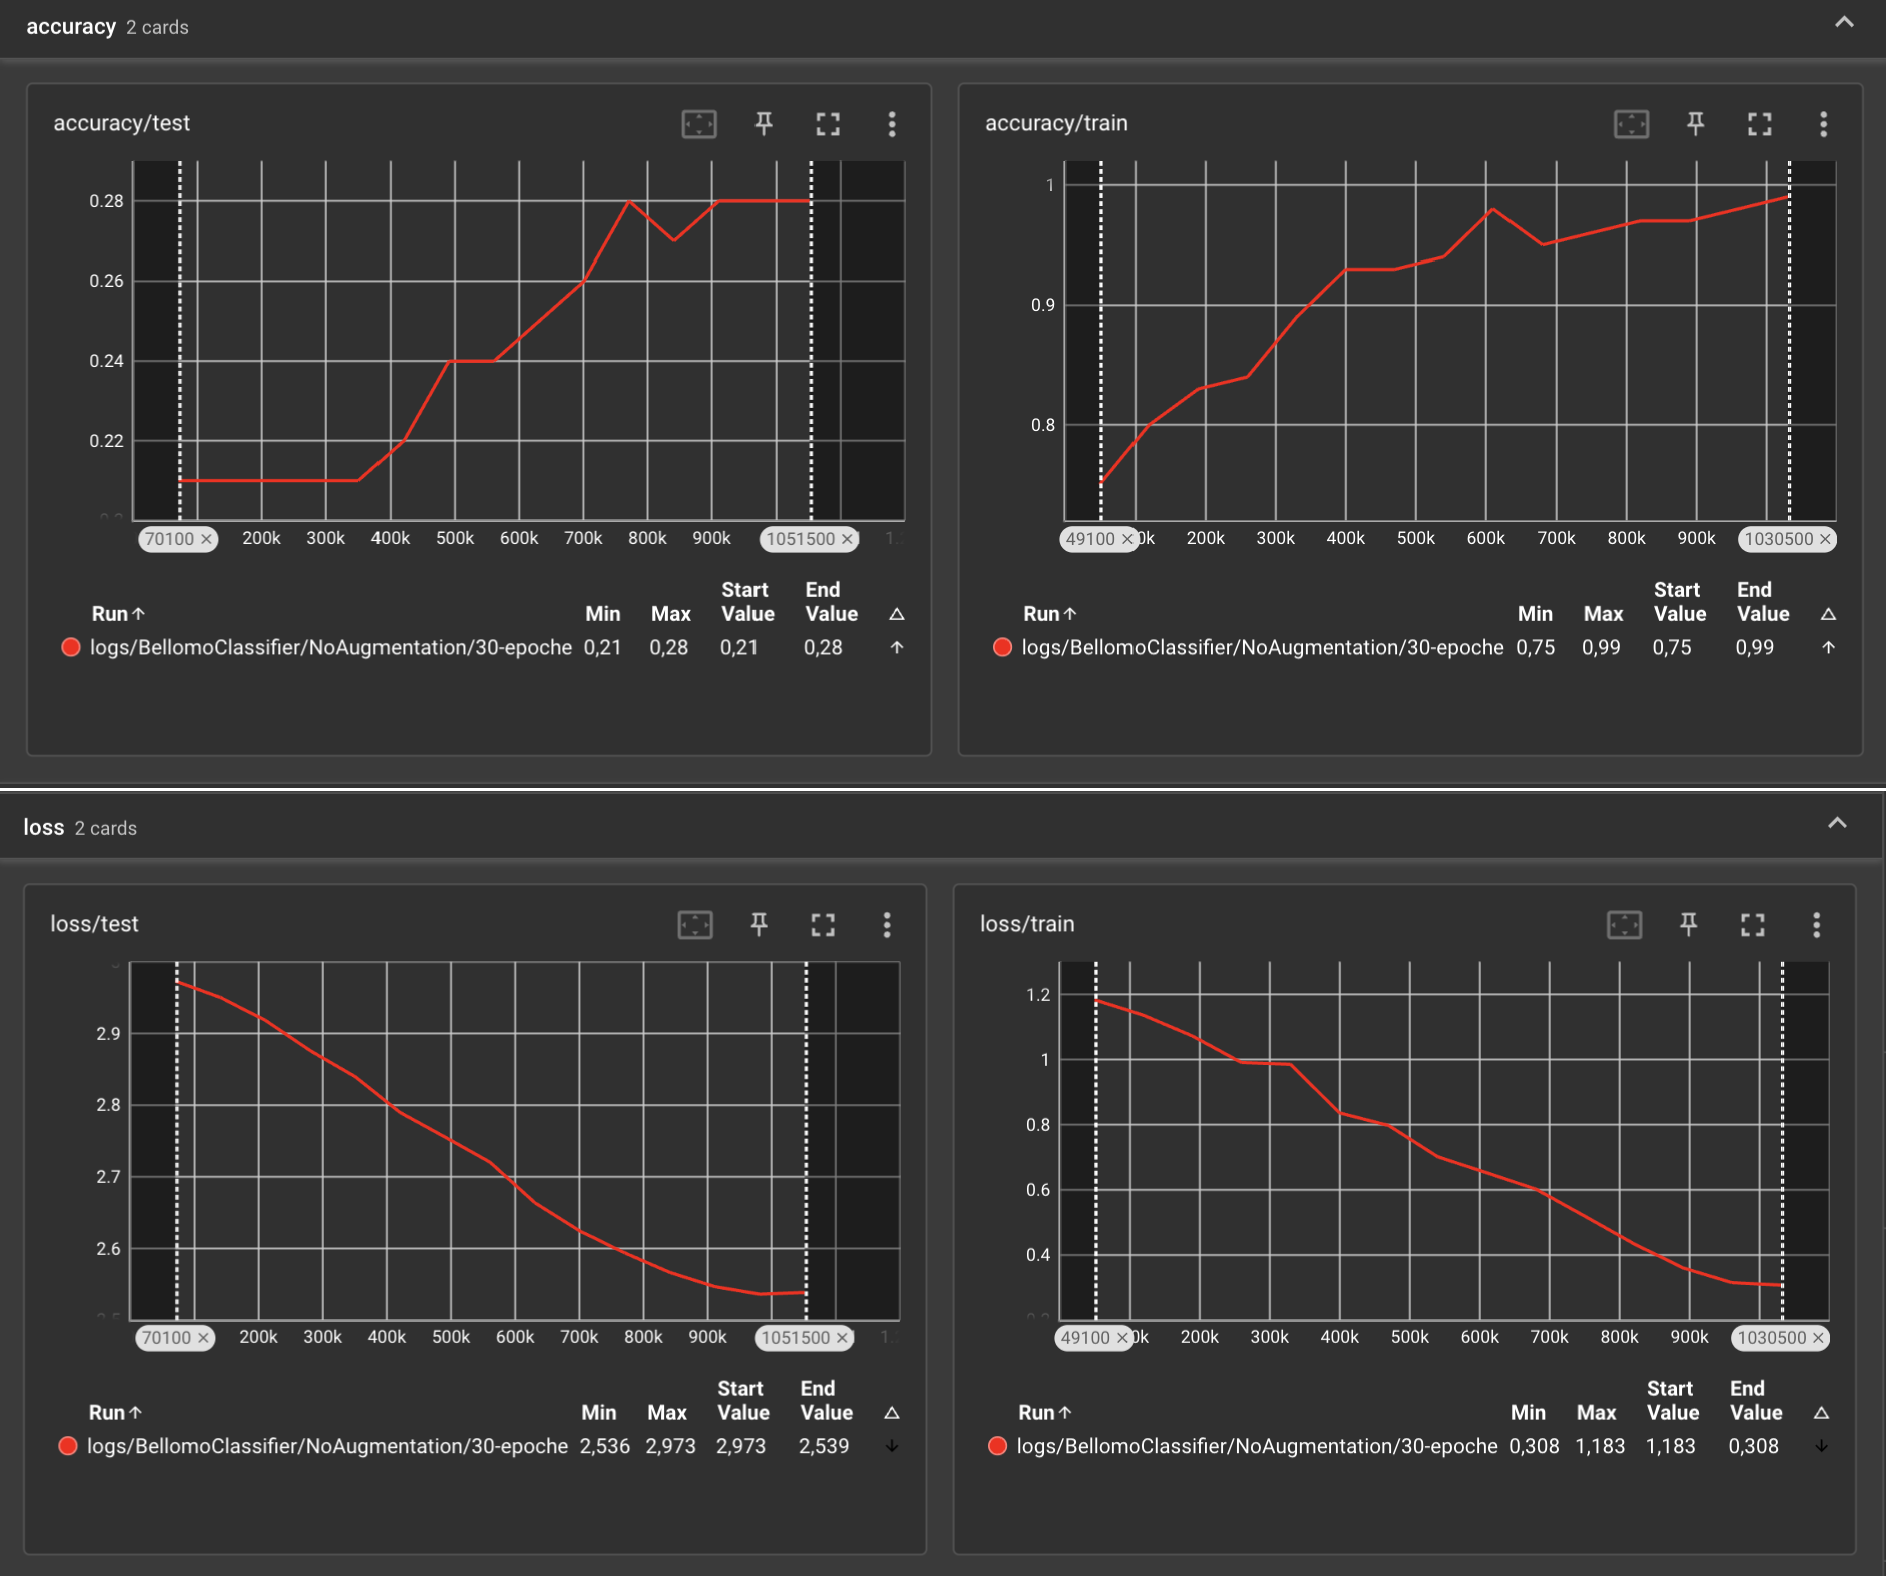 accuracy 2 cards
accuracy/test
0.28
0.26
0.24
0.22
70100 × 200k 300k 400k 500k 600k 700k 800k 900k 1051500 ×
Run↑ Min Max Start Value End Value △
logs/BellomoClassifier/NoAugmentation/30-epoche 0,21 0,28 0,21 0,28 ↑
accuracy/train
1
0.9
0.8
49100 × 0k 200k 300k 400k 500k 600k 700k 800k 900k 1030500 ×
Run↑ Min Max Start Value End Value △
logs/BellomoClassifier/NoAugmentation/30-epoche 0,75 0,99 0,75 0,99 ↑
loss 2 cards
loss/test
2.9
2.8
2.7
2.6
70100 × 200k 300k 400k 500k 600k 700k 800k 900k 1051500 ×
Run↑ Min Max Start Value End Value △
logs/BellomoClassifier/NoAugmentation/30-epoche 2,536 2,973 2,973 2,539 ↓
loss/train
1.2
1
0.8
0.6
0.4
49100 × 0k 200k 300k 400k 500k 600k 700k 800k 900k 1030500 ×
Run↑ Min Max Start Value End Value △
logs/BellomoClassifier/NoAugmentation/30-epoche 0,308 1,183 1,183 0,308 ↓